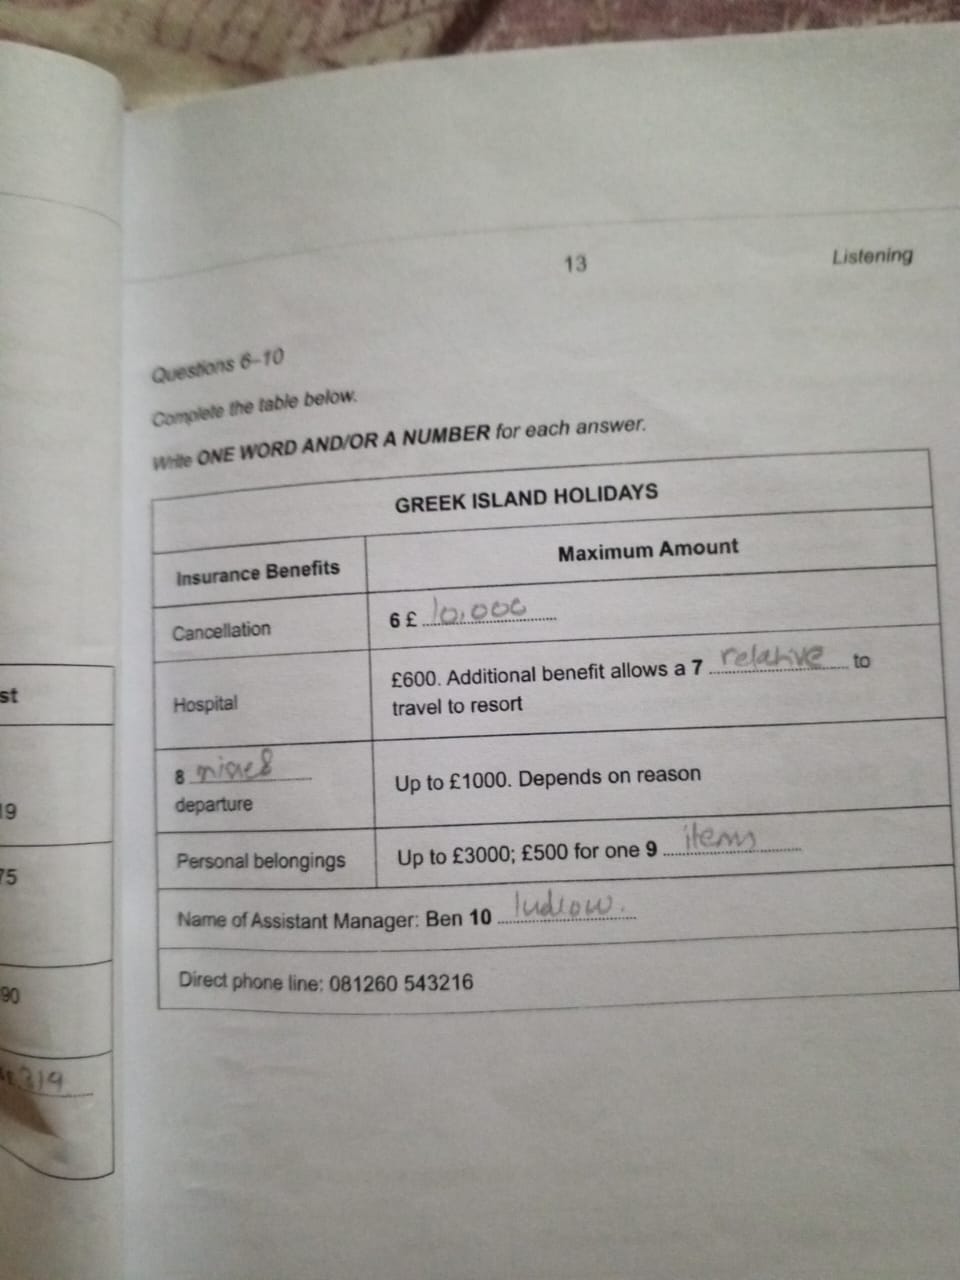 13
Listening
Questions 6–10
Complete the table below.
Write ONE WORD AND/OR A NUMBER for each answer.
GREEK ISLAND HOLIDAYS
Insurance Benefits
Maximum Amount
Cancellation
6 £ 10,000
Hospital
£600. Additional benefit allows a 7 relative to
travel to resort
8
departure
Up to £1000. Depends on reason
Personal belongings
Up to £3000; £500 for one 9 item
Name of Assistant Manager: Ben 10 ludlow.
Direct phone line: 081260 543216
st
19
75
90
319